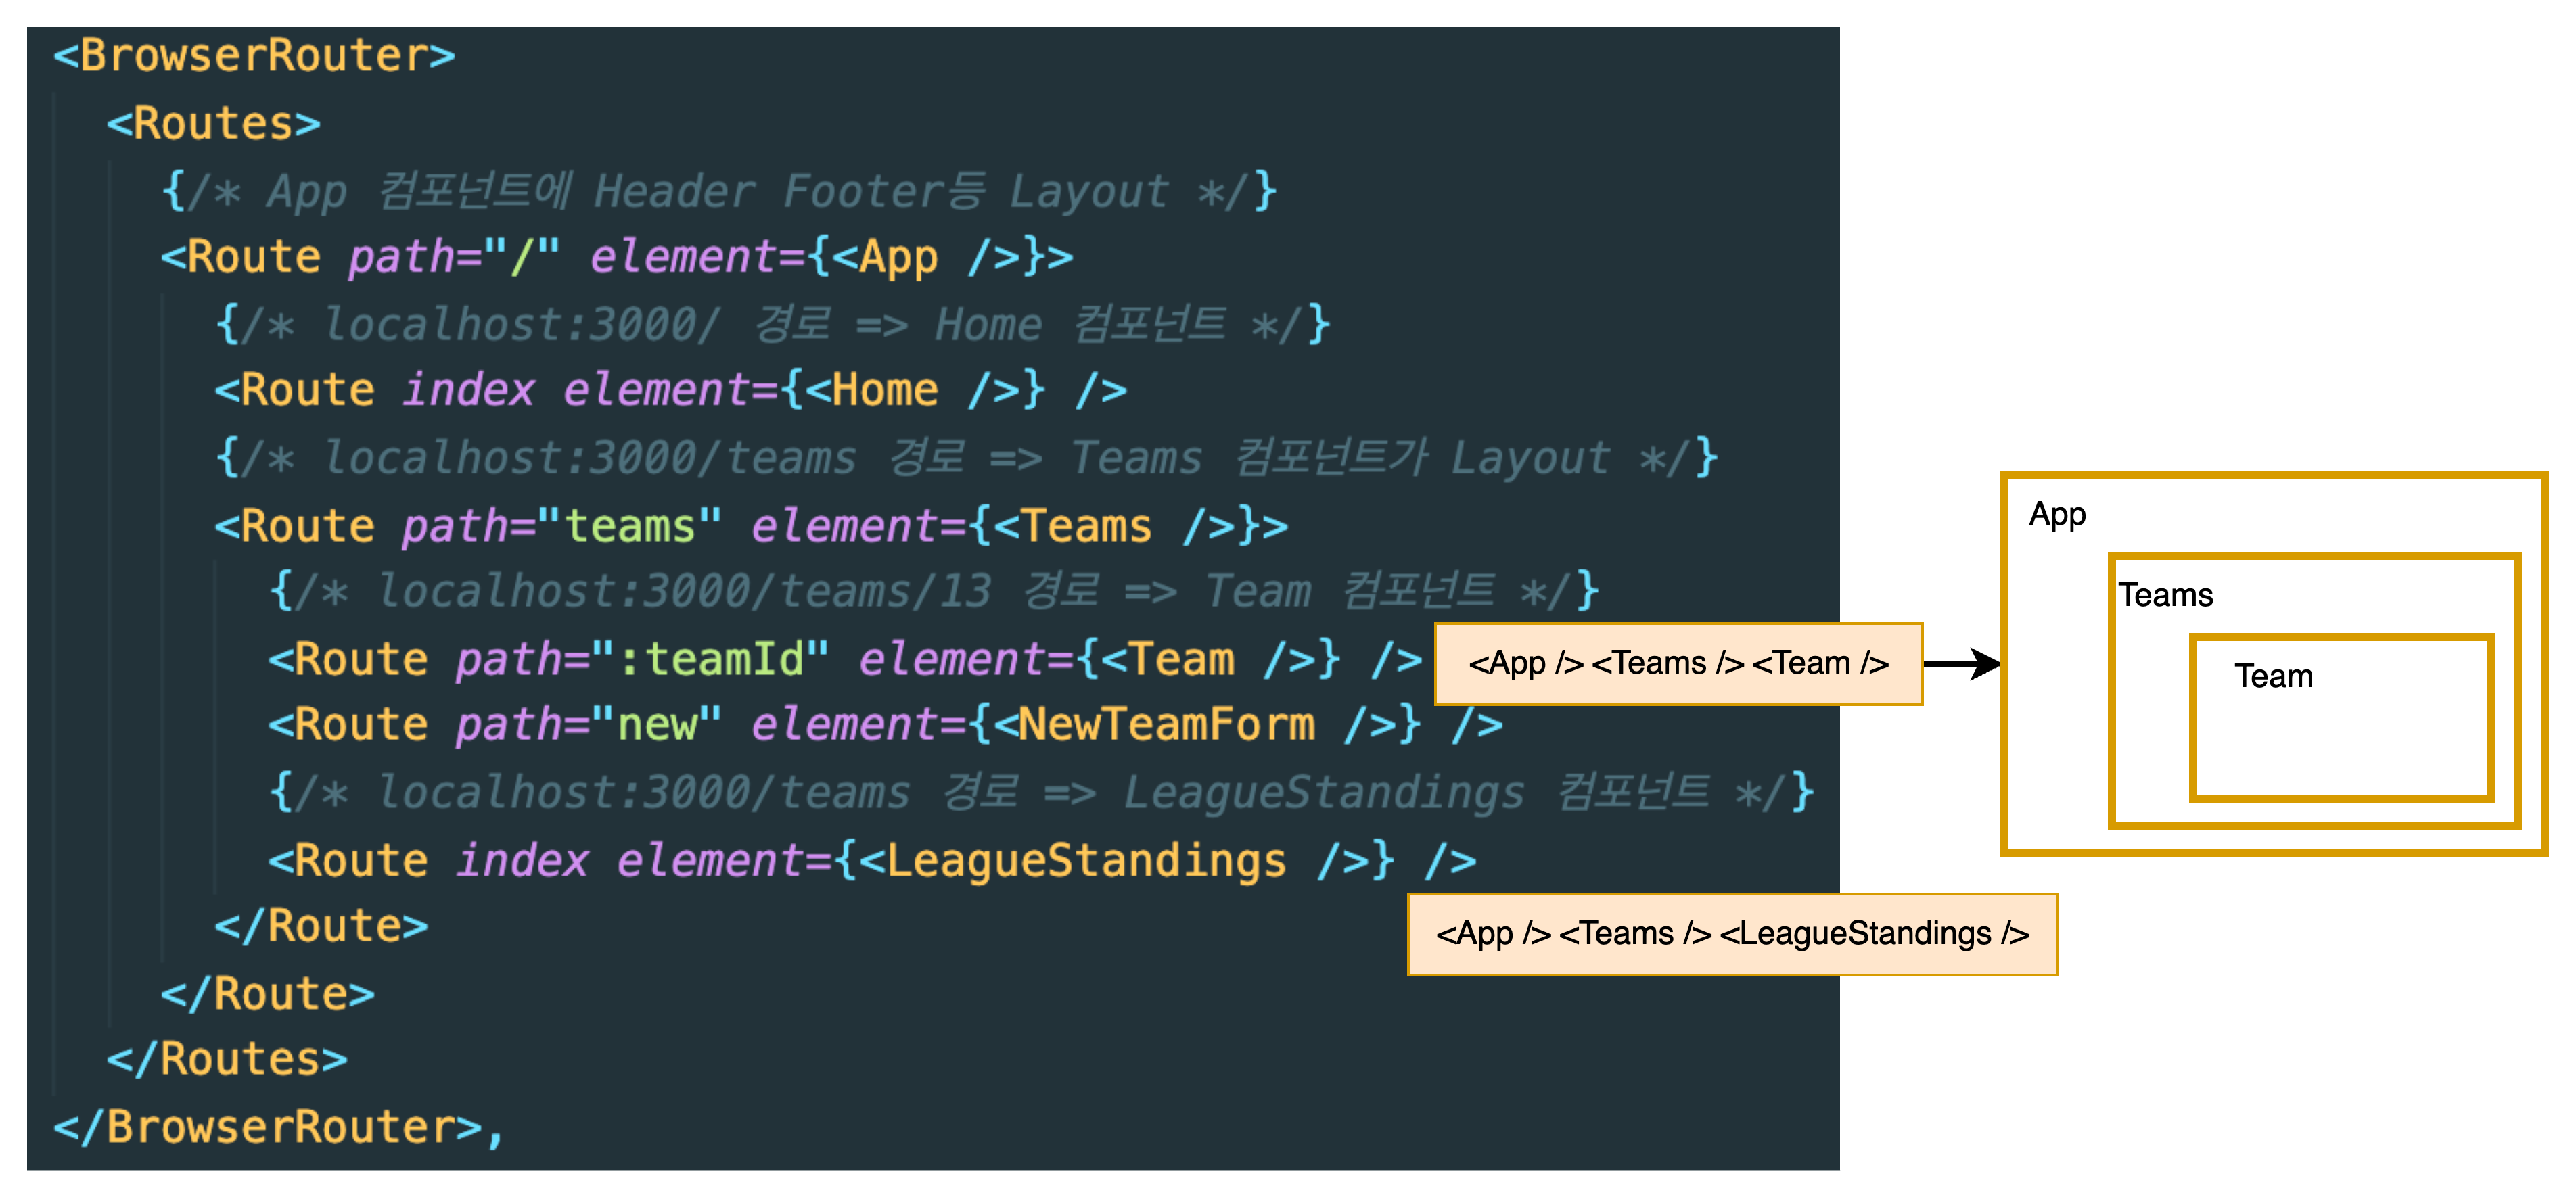 <BrowserRouter>
<Routes>
{/* App 컴포넌트에 Header Footer등 Layout */}
<Route path="/" element={<App />}>
{/* localhost:3000/ 경로 => Home 컴포넌트 */}
<Route index element={<Home />} />
{/* localhost:3000/teams 경로 => Teams 컴포넌트가 Layout */}
<Route path="teams" element={<Teams />}>
{/* localhost:3000/teams/13 경로 => Team 컴포넌트 */}
<Route path=":teamId" element={<Team />} />
<Route path="new" element={<NewTeamForm />} />
{/* localhost:3000/teams 경로 => LeagueStandings 컴포넌트 */}
<Route index element={<LeagueStandings />} />
</Route>
</Route>
</Routes>
</BrowserRouter>,
<App /> <Teams /> <Team />
<App /> <Teams /> <LeagueStandings />
App
Teams
Team